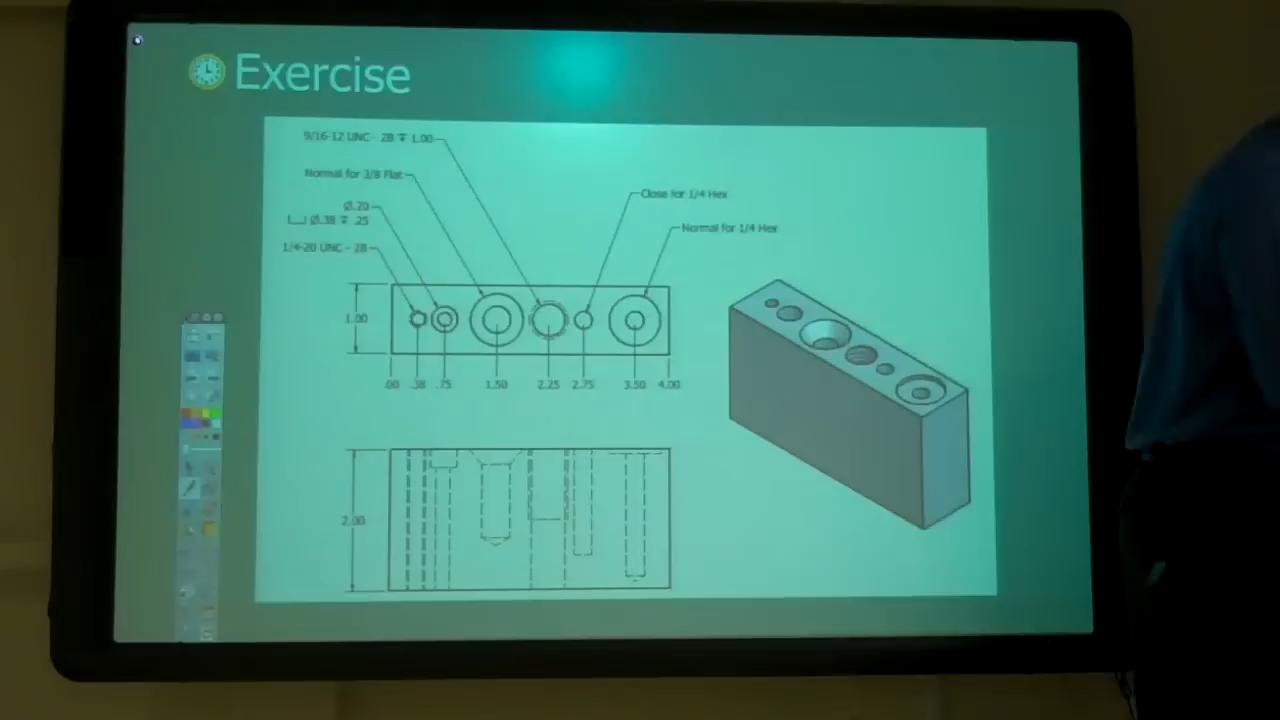 Exercise
9/16-12 UNC - 2B ↧ 1.00
Normal for 3/8 Flat
Close for 1/4 Hex
Ø.20
⌴ Ø.38 ↧ .25
Normal for 1/4 Hex
1/4-20 UNC - 2B
1.00
.00 .38 .75 1.50 2.25 2.75 3.50 4.00
2.00